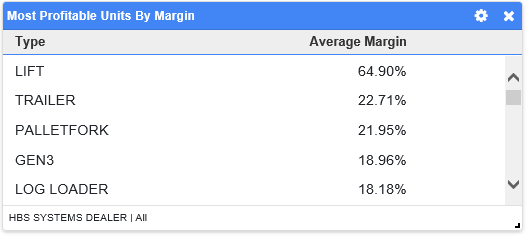 Most Profitable Units By Margin
Type Average Margin
LIFT 64.90%
TRAILER 22.71%
PALLETFORK 21.95%
GEN3 18.96%
LOG LOADER 18.18%
HBS SYSTEMS DEALER | All